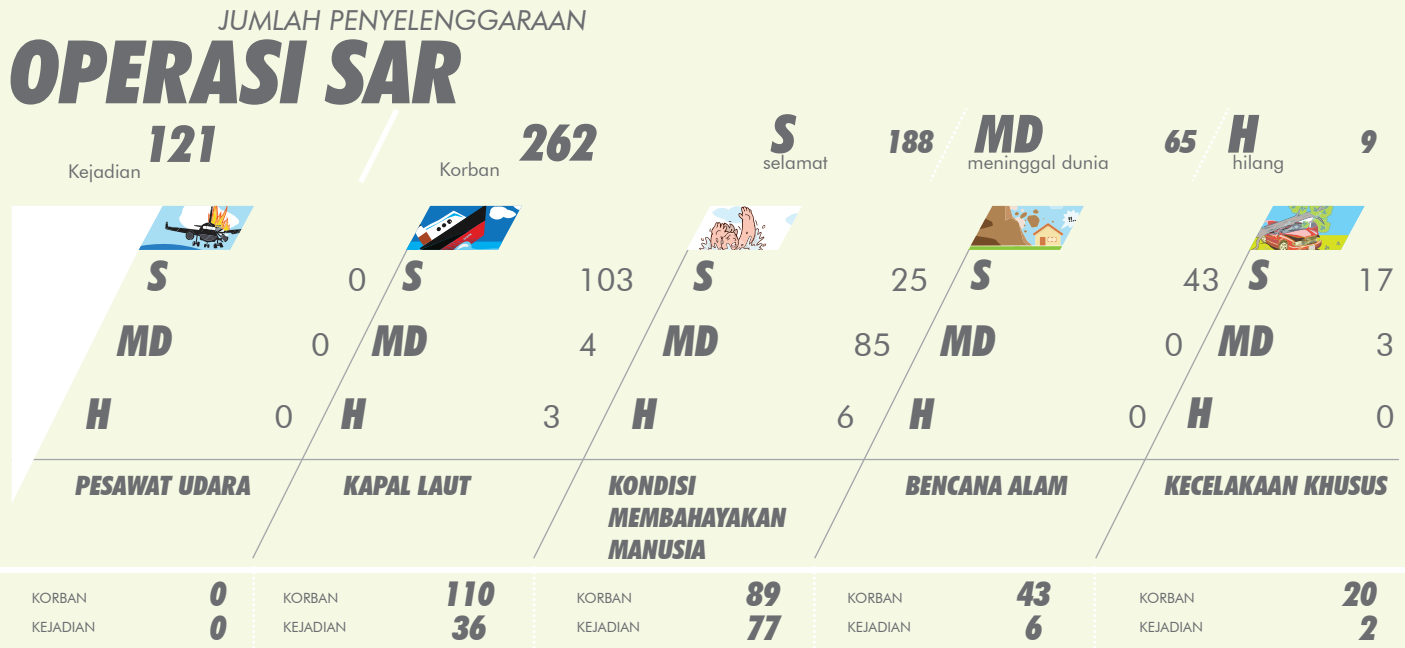 JUMLAH PENYELENGGARAAN
OPERASI SAR
Kejadian 121
Korban 262
S selamat 188
MD meninggal dunia 65
H hilang 9
!!..
S 0 S 103 S 25 S 43 S 17
MD 0 MD 4 MD 85 MD 0 MD 3
H 0 H 3 H 6 H 0 H 0
PESAWAT UDARA
KAPAL LAUT
KONDISI
MEMBAHAYAKAN
MANUSIA
BENCANA ALAM
KECELAKAAN KHUSUS
KORBAN 0 KORBAN 110 KORBAN 89 KORBAN 43 KORBAN 20
KEJADIAN 0 KEJADIAN 36 KEJADIAN 77 KEJADIAN 6 KEJADIAN 2